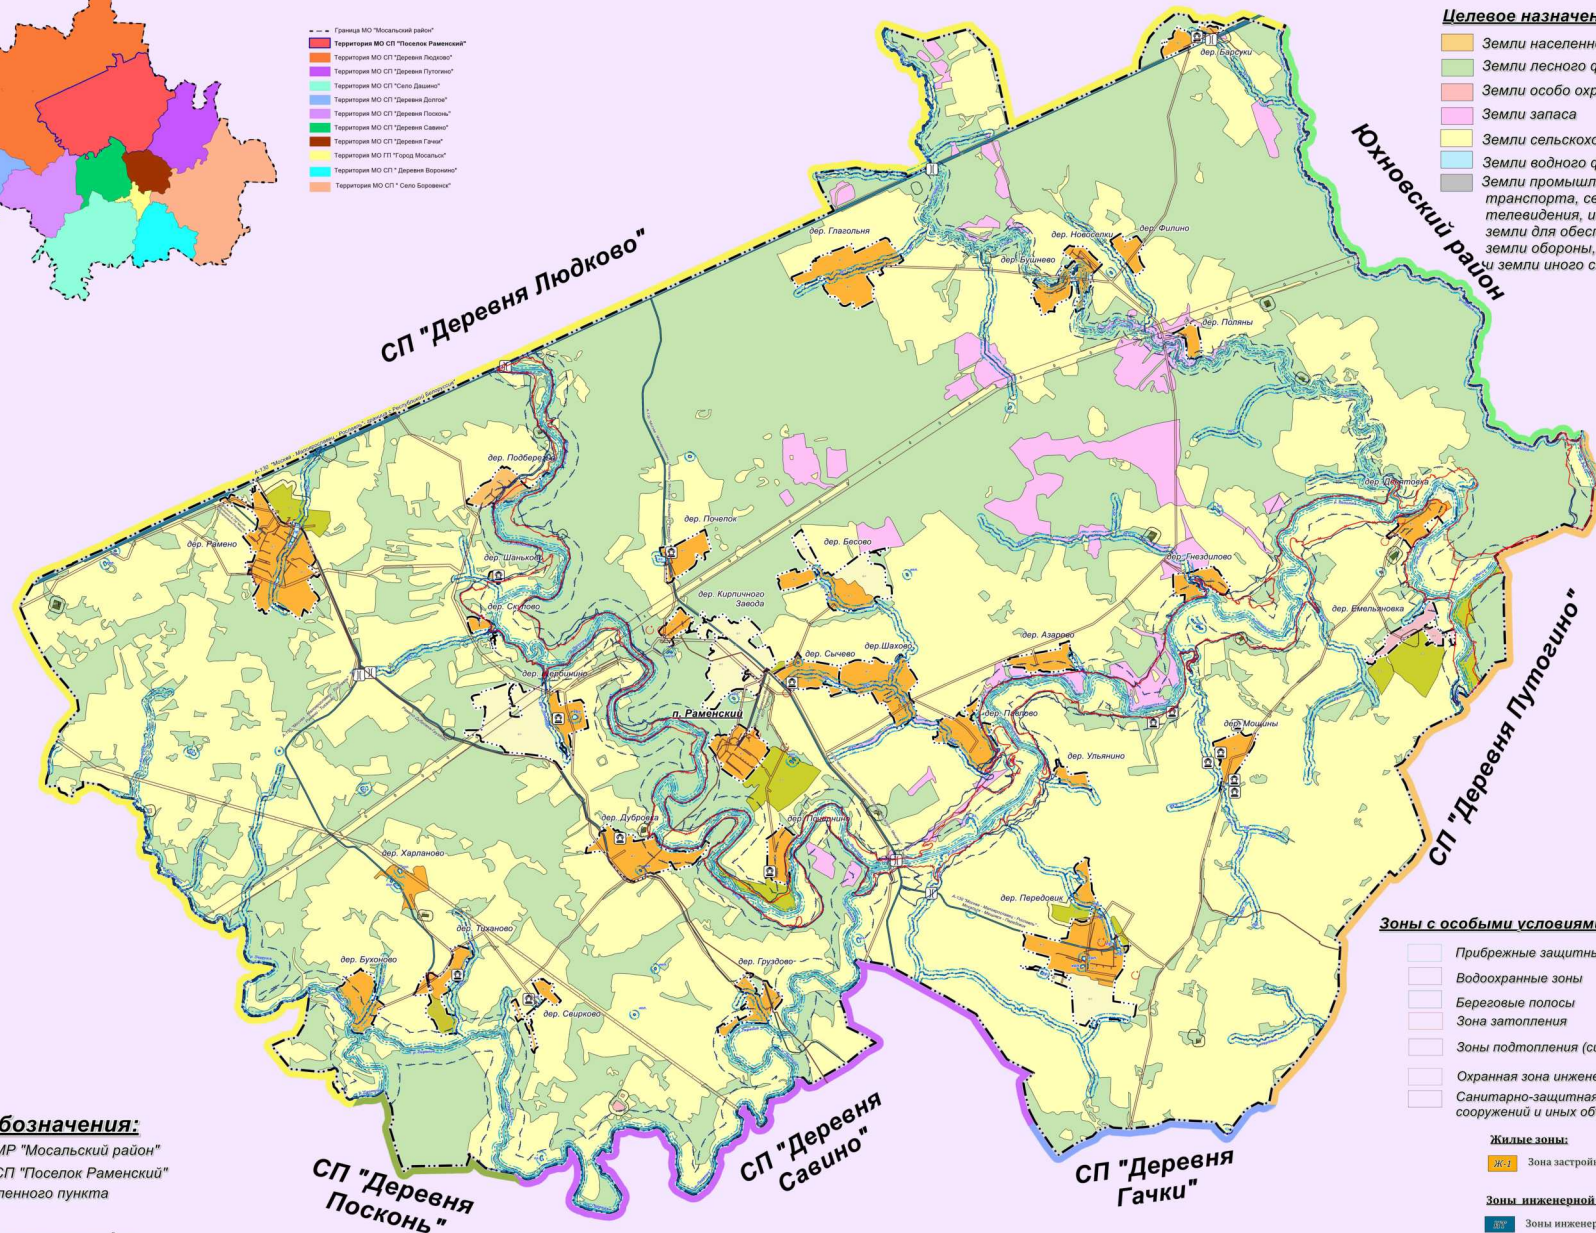 Граница МО "Мосальский район"
Территория МО СП "Поселок Раменский"
Территория МО СП "Деревня Людково"
Территория МО СП "Деревня Путогино"
Территория МО СП "Село Дашино"
Территория МО СП "Деревня Долгое"
Территория МО СП "Деревня Посконь"
Территория МО СП "Деревня Савино"
Территория МО СП "Деревня Гачки"
Территория МО ГП "Город Мосальск"
Территория МО СП " Деревня Воронино"
Территория МО СП " Село Боровенск"
Целевое назначен
Земли населенн
Земли лесного ф
Земли особо охр
Земли запаса
Земли сельскохо
Земли водного ф
Земли промышл
транспорта, се
телевидения, и
земли для обесп
земли обороны,
и земли иного с
Юхновский район
СП "Деревня Людково"
дер. Барсуки
дер. Глагольня
дер. Новоселки
дер. Филино
дер. Бушнево
дер. Поляны
дер. Подберез
дер. Рамено
дер. Почепок
дер. Бесово
дер. Шаньково
дер. Скулово
дер. Кирпичного
Завода
дер. Гнездилово
дер. Емельяновка
дер. Азарово
дер. Сычево
дер.Шахово
п. Раменский
дер. Павлово
дер. Мощины
дер. Ульянино
дер. Дубровка
дер. Харланово
дер. Передовик
дер. Тиханово
дер. Бухоново
дер. Груздово
дер. Свирково
СП "Деревня Путогино"
СП "Деревня
Посконь"
СП "Деревня
Савино"
СП "Деревня
Гачки"
бозначения:
МР "Мосальский район"
СП "Поселок Раменский"
ленного пункта
Зоны с особыми условиями
Прибрежные защитны
Водоохранные зоны
Береговые полосы
Зона затопления
Зоны подтопления (с
Охранная зона инжене
Санитарно-защитная
сооружений и иных об
Жилые зоны:
Ж-1 Зона застрой
Зоны инженерной
ИТ Зоны инженер